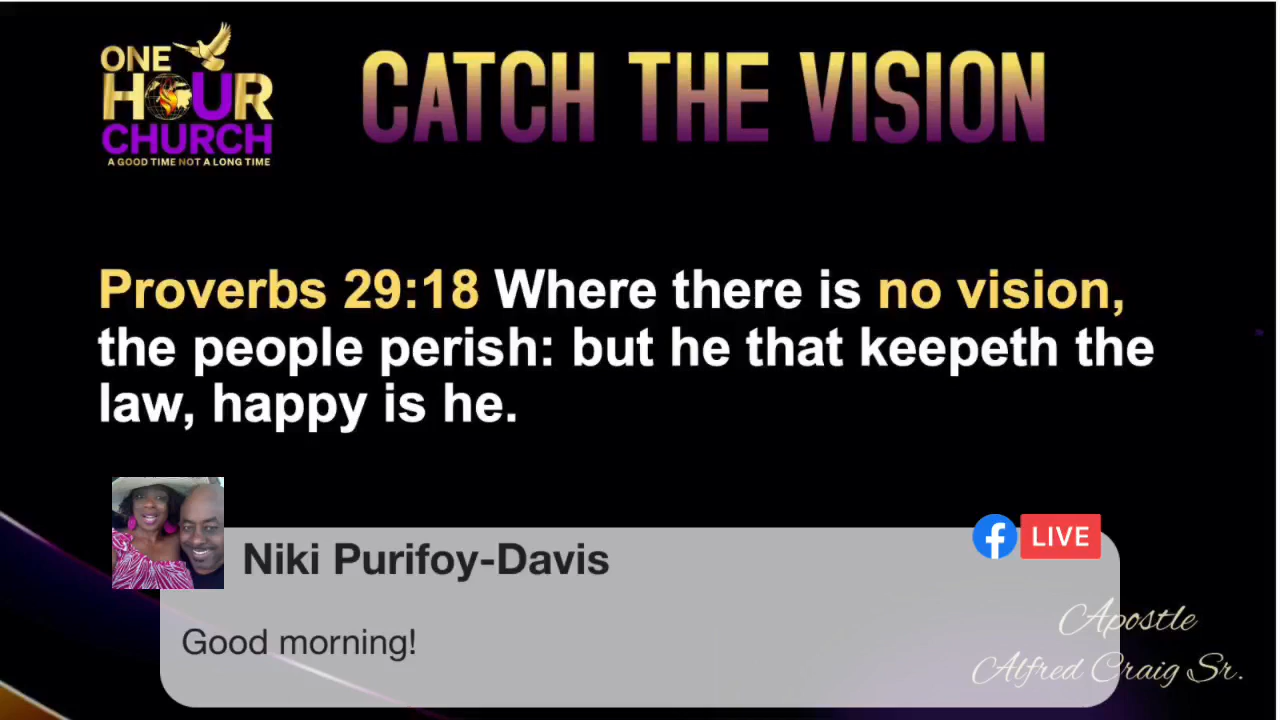 ONE
HOUR
CHURCH
A GOOD TIME NOT A LONG TIME
CATCH THE VISION
Proverbs 29:18 Where there is no vision,
the people perish: but he that keepeth the
law, happy is he.
LIVE
Niki Purifoy-Davis
Good morning!
Apostle
Alfred Craig Sr.